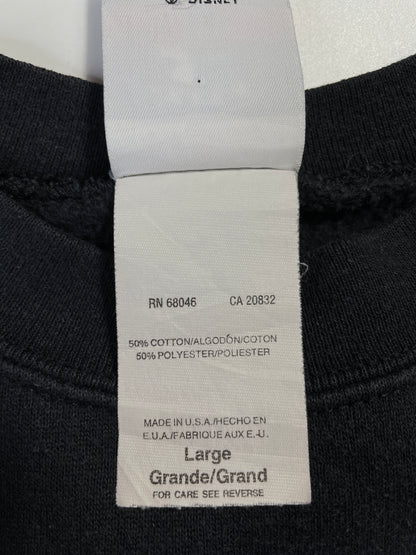 © DISNEY
RN 68046 CA 20832
50% COTTON/ALGODÓN/COTON
50% POLYESTER/POLIESTER
MADE IN U.S.A./HECHO EN
E.U.A./FABRIQUE AUX E.-U.
Large
Grande/Grand
FOR CARE SEE REVERSE